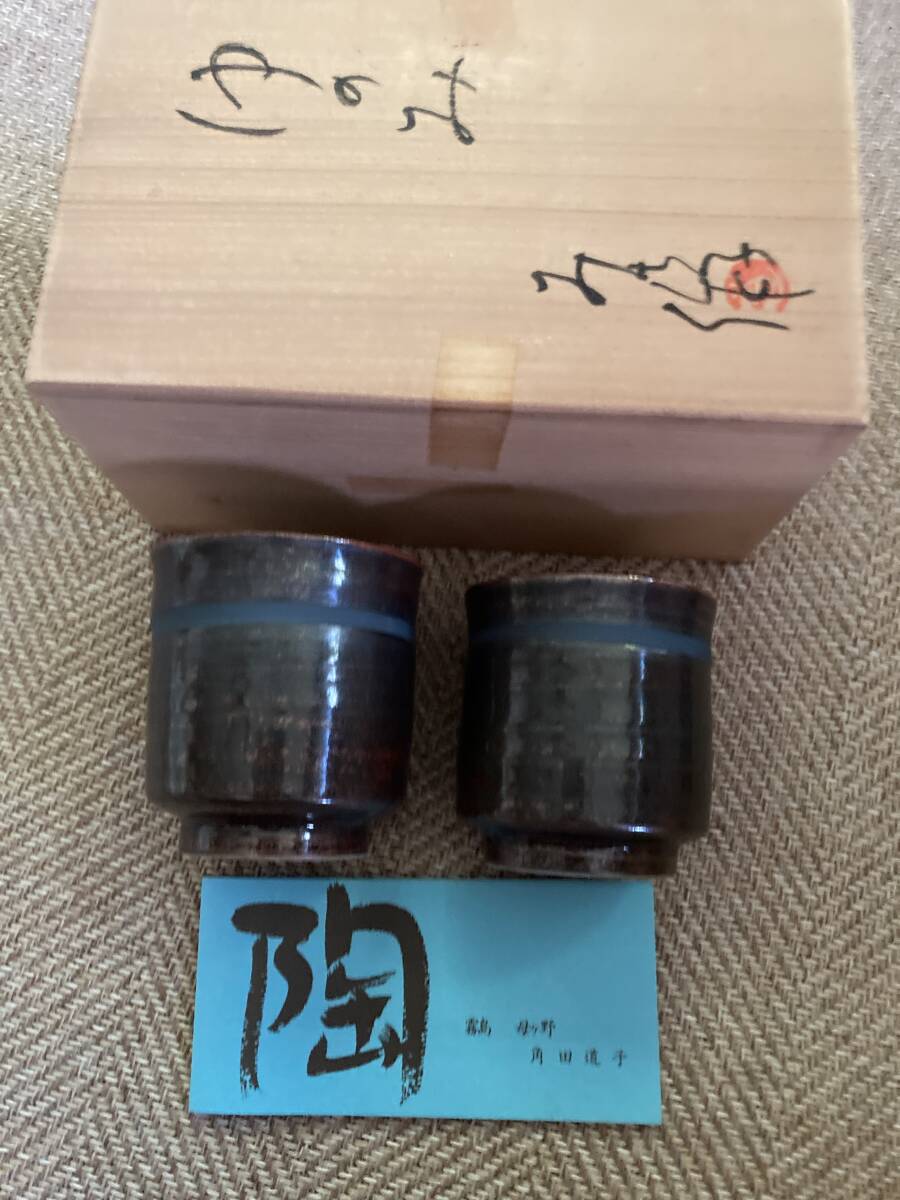 ゆのみ
陶
霧島 母ヶ野
角田道子